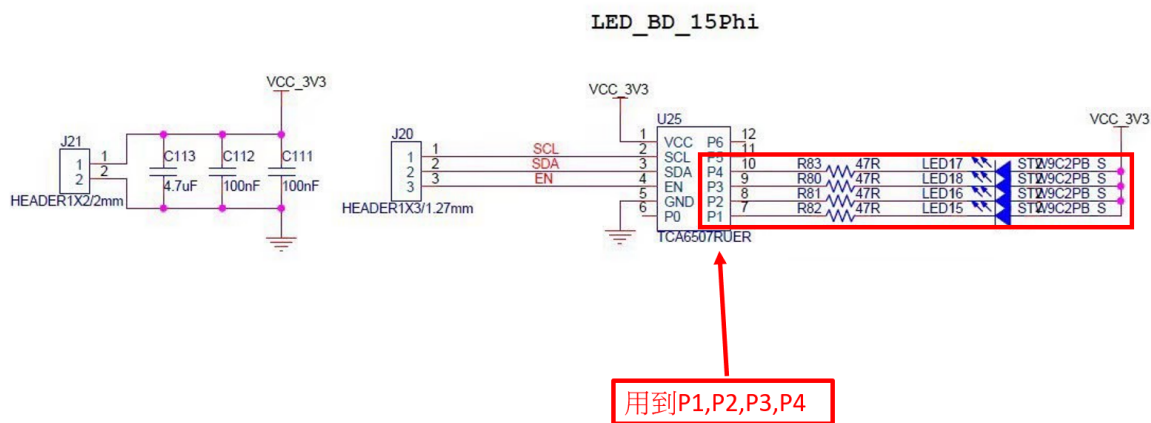 LED_BD_15Phi
VCC_3V3
J21
1
2
1
2
HEADER1X2/2mm
C113
4.7uF
C112
100nF
C111
100nF
J20
1
2
3
1
2
3
SCL
SDA
EN
HEADER1X3/1.27mm
VCC_3V3
U25
1
2
3
4
5
6
VCC
SCL
SDA
EN
GND
P0
P6
P5
P4
P3
P2
P1
12
11
10
9
8
7
TCA6507RUER
VCC_3V3
R83 47R LED17
R80 47R LED18
R81 47R LED16
R82 47R LED15
用到P1,P2,P3,P4